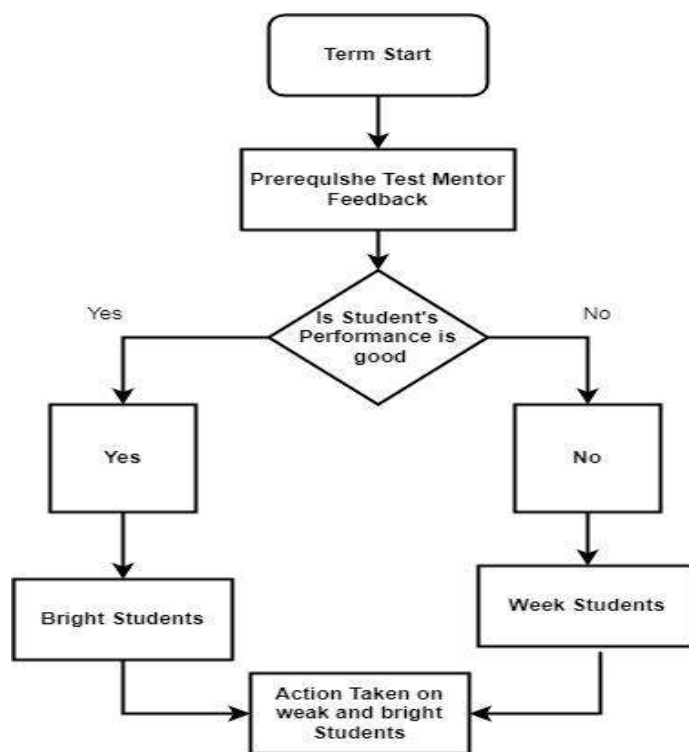 Term Start
Prerequlshe Test Mentor
Feedback
Is Student's
Performance is
good
Yes
No
Yes
No
Bright Students
Week Students
Action Taken on
weak and bright
Students